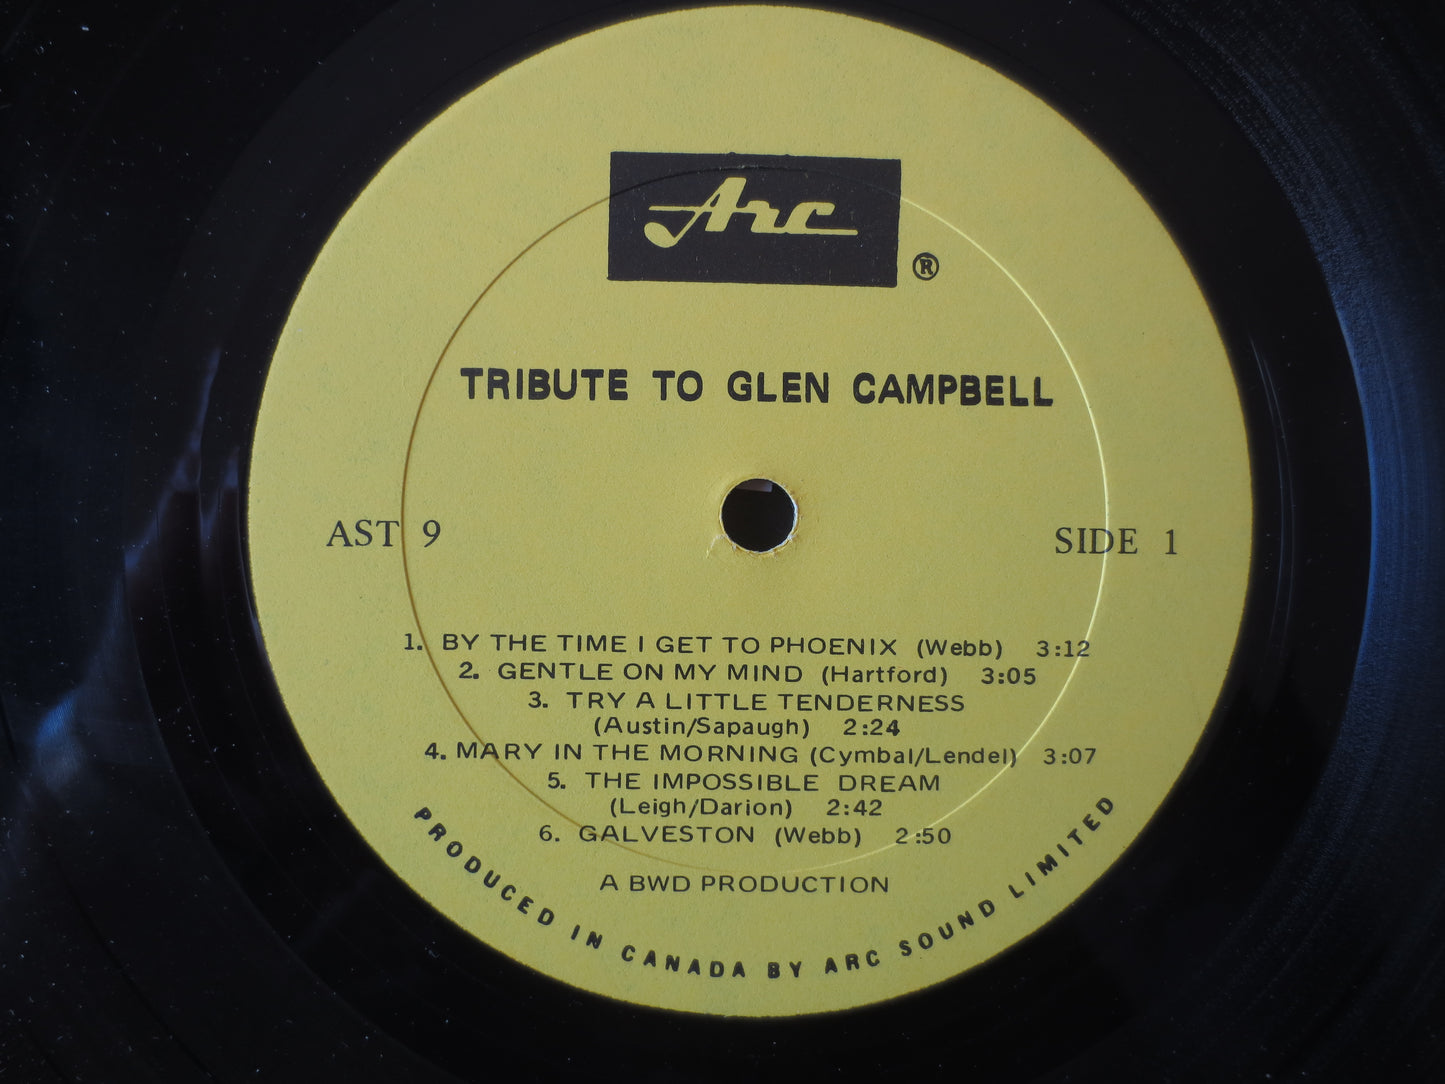 Arc
®
TRIBUTE TO GLEN CAMPBELL
AST 9
SIDE 1
1. BY THE TIME I GET TO PHOENIX (Webb) 3:12
2. GENTLE ON MY MIND (Hartford) 3:05
3. TRY A LITTLE TENDERNESS
(Austin/Sapaugh) 2:24
4. MARY IN THE MORNING (Cymbal/Lendel) 3:07
5. THE IMPOSSIBLE DREAM
(Leigh/Darion) 2:42
6. GALVESTON (Webb) 2:50
A BWD PRODUCTION
PRODUCED IN CANADA BY ARC SOUND LIMITED